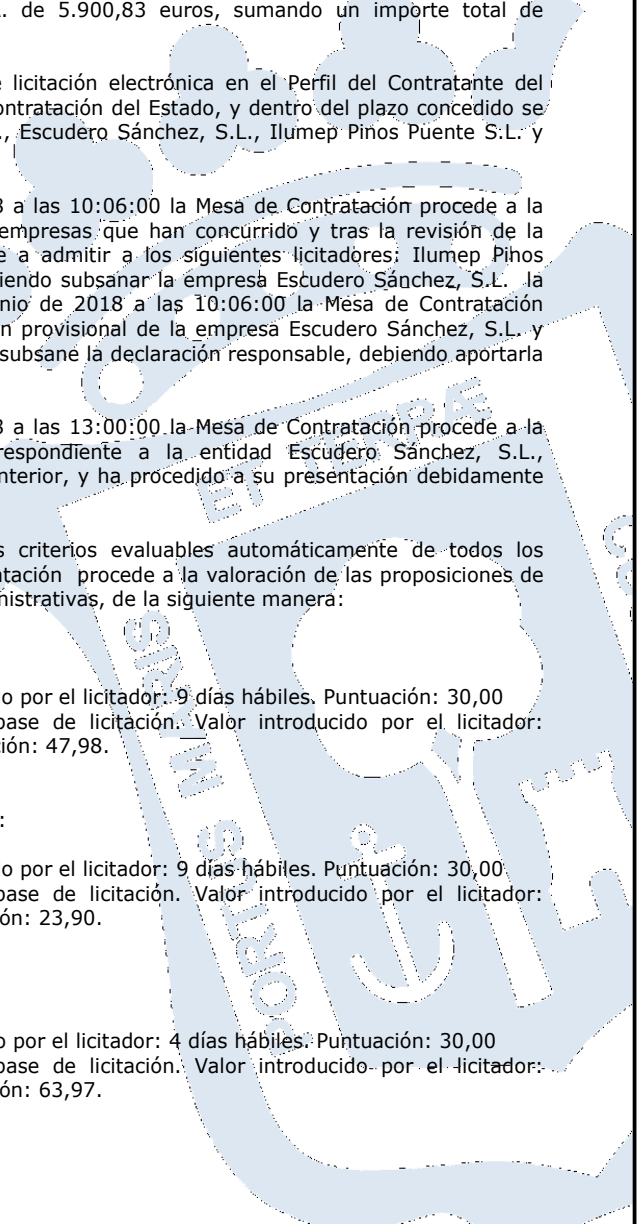 . de 5.900,83 euros, sumando un importe total de
licitación electrónica en el Perfil del Contratante del
ontratación del Estado, y dentro del plazo concedido se
., Escudero Sánchez, S.L., Ilumep Pinos Puente S.L. y
a las 10:06:00 la Mesa de Contratación procede a la
empresas que han concurrido y tras la revisión de la
e a admitir a los siguientes licitadores: Ilumep Pinos
iendo subsanar la empresa Escudero Sánchez, S.L. la
nio de 2018 a las 10:06:00 la Mesa de Contratación
n provisional de la empresa Escudero Sánchez, S.L. y
subsane la declaración responsable, debiendo aportarla
a las 13:00:00 la Mesa de Contratación procede a la
respondiente a la entidad Escudero Sánchez, S.L.,
nterior, y ha procedido a su presentación debidamente
s criterios evaluables automáticamente de todos los
atación procede a la valoración de las proposiciones de
ministrativas, de la siguiente manera:
o por el licitador: 9 días hábiles. Puntuación: 30,00
base de licitación. Valor introducido por el licitador:
ción: 47,98.
:
o por el licitador: 9 días hábiles. Puntuación: 30,00
base de licitación. Valor introducido por el licitador:
ón: 23,90.
o por el licitador: 4 días hábiles. Puntuación: 30,00
base de licitación. Valor introducido por el licitador:
ón: 63,97.
ET TERRÆ
PORTUS MARIS